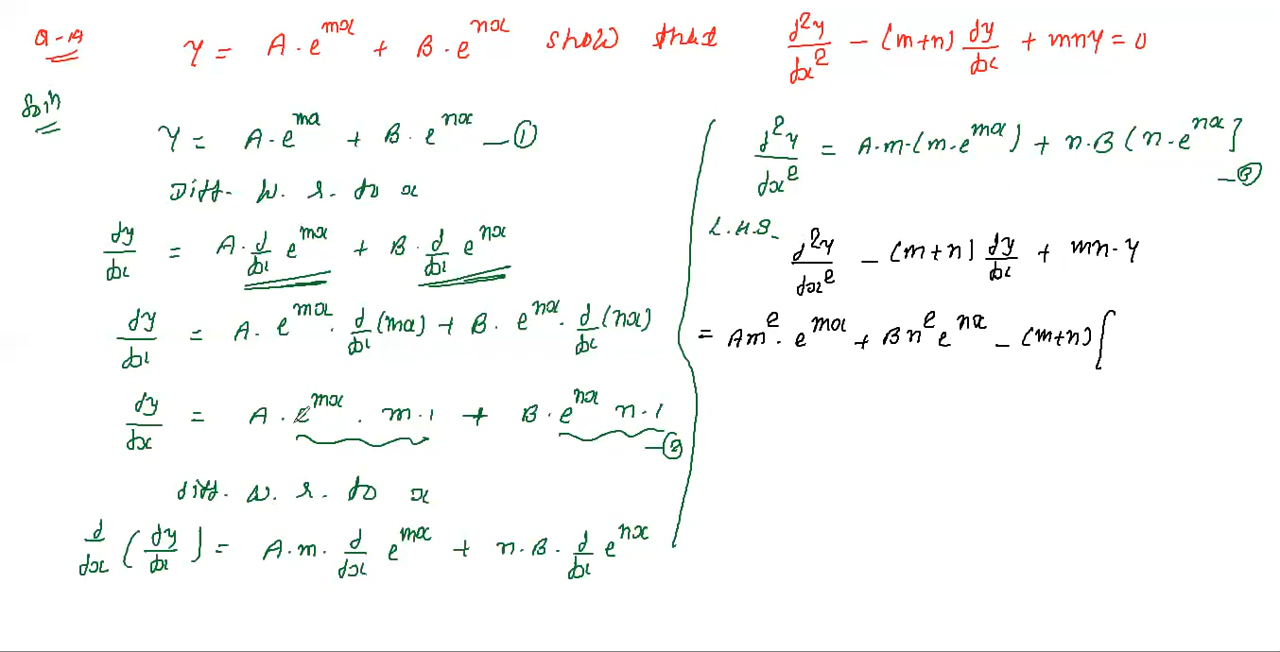 Q-19 Y = A.e^{mx} + B.e^{nx} show that d²y/dx² - (m+n) dy/dx + mnY = 0
Soln
Y = A.e^{mx} + B.e^{nx} — ①
Diff. w. r. to x
dy/dx = A. d/dx e^{mx} + B. d/dx e^{nx}
dy/dx = A. e^{mx}. d/dx (mx) + B. e^{nx}. d/dx (nx)
dy/dx = A. e^{mx} . m.1 + B. e^{nx} n.1 — ②
diff. w. r. to x
d/dx (dy/dx) = A.m. d/dx e^{mx} + n.B. d/dx e^{nx}
d²y/dx² = A.m.(m.e^{mx}) + n.B (n.e^{nx}] — ③
L.H.S- d²y/dx² - (m+n) dy/dx + mn.Y
= Am². e^{mx} + Bn² e^{nx} - (m+n) [